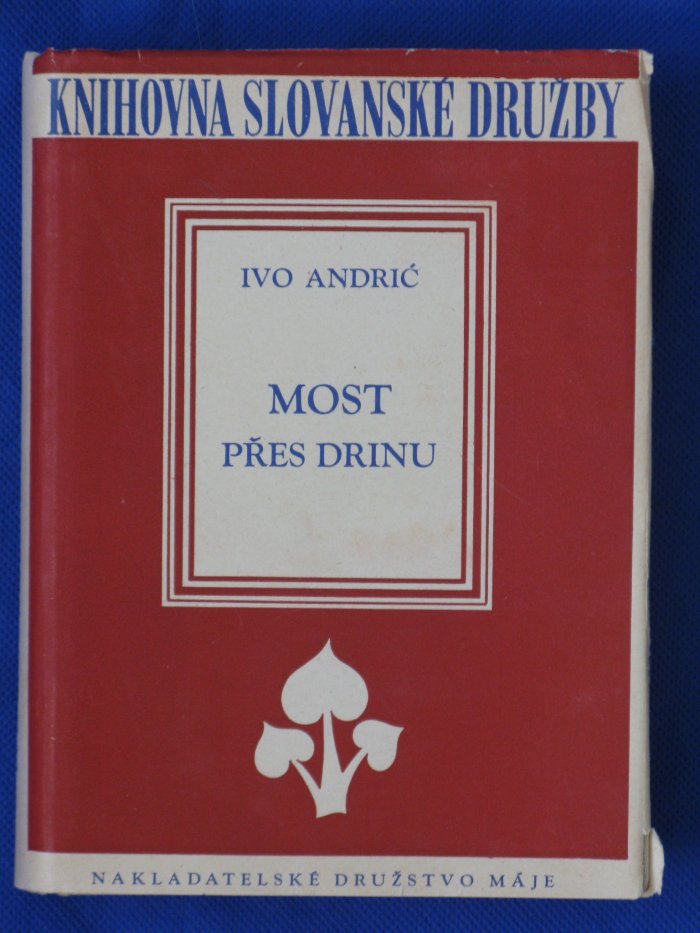 KNIHOVNA SLOVANSKÉ DRUŽBY
IVO ANDRIĆ
MOST
PŘES DRINU
NAKLADATELSKÉ DRUŽSTVO MÁJE